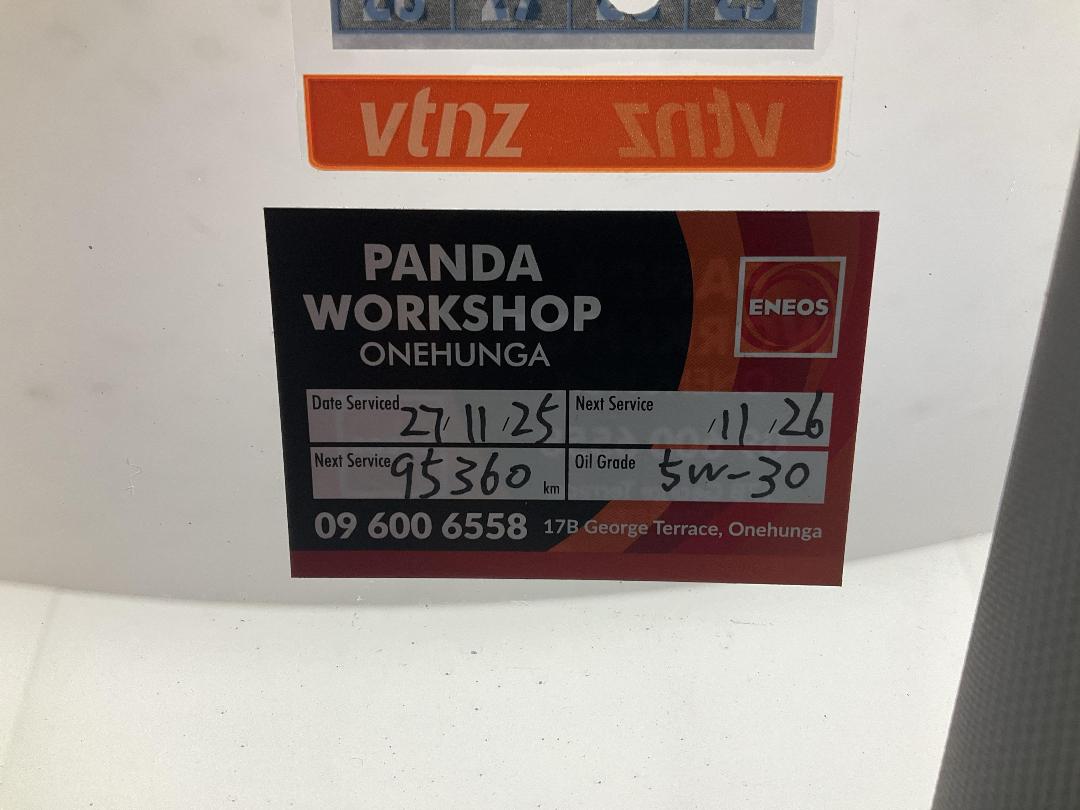 vtnz vtnz
PANDA
WORKSHOP
ONEHUNGA
ENEOS
Date Serviced 27/11/25 Next Service /11/26
Next Service 95360 km Oil Grade 5W-30
09 600 6558 17B George Terrace, Onehunga